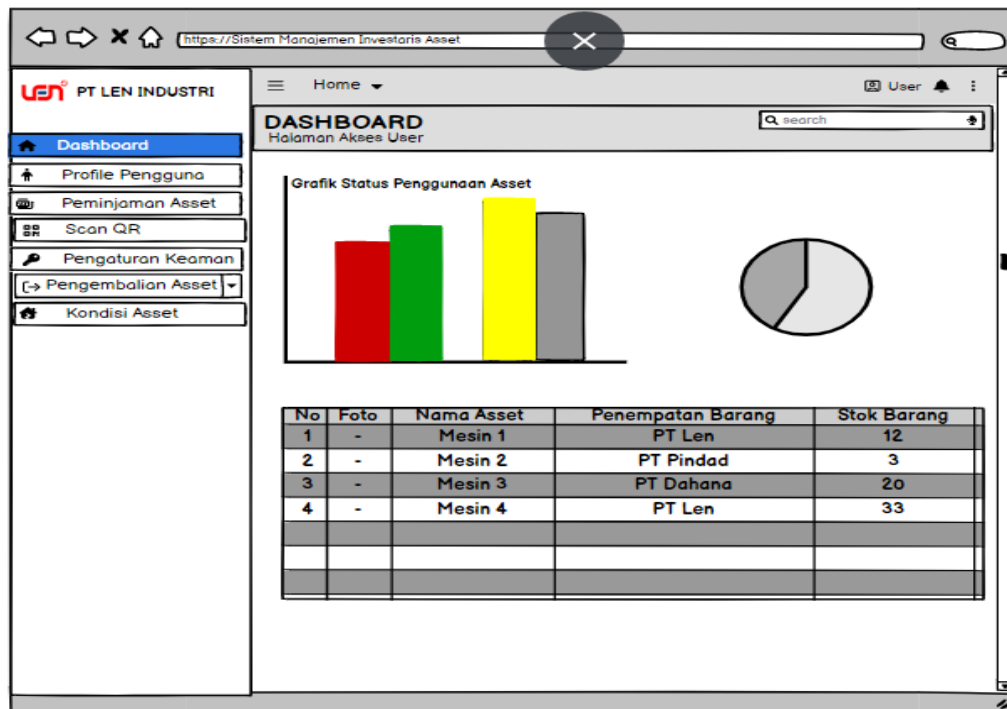 https://Sistem Manajemen Investaris Asset
LEN PT LEN INDUSTRI
Home
User
DASHBOARD
Halaman Akses User
search
Dashboard
Profile Pengguna
Peminjaman Asset
Scan QR
Pengaturan Keaman
Pengembalian Asset
Kondisi Asset
Grafik Status Penggunaan Asset
No Foto Nama Asset Penempatan Barang Stok Barang
1 - Mesin 1 PT Len 12
2 - Mesin 2 PT Pindad 3
3 - Mesin 3 PT Dahana 20
4 - Mesin 4 PT Len 33